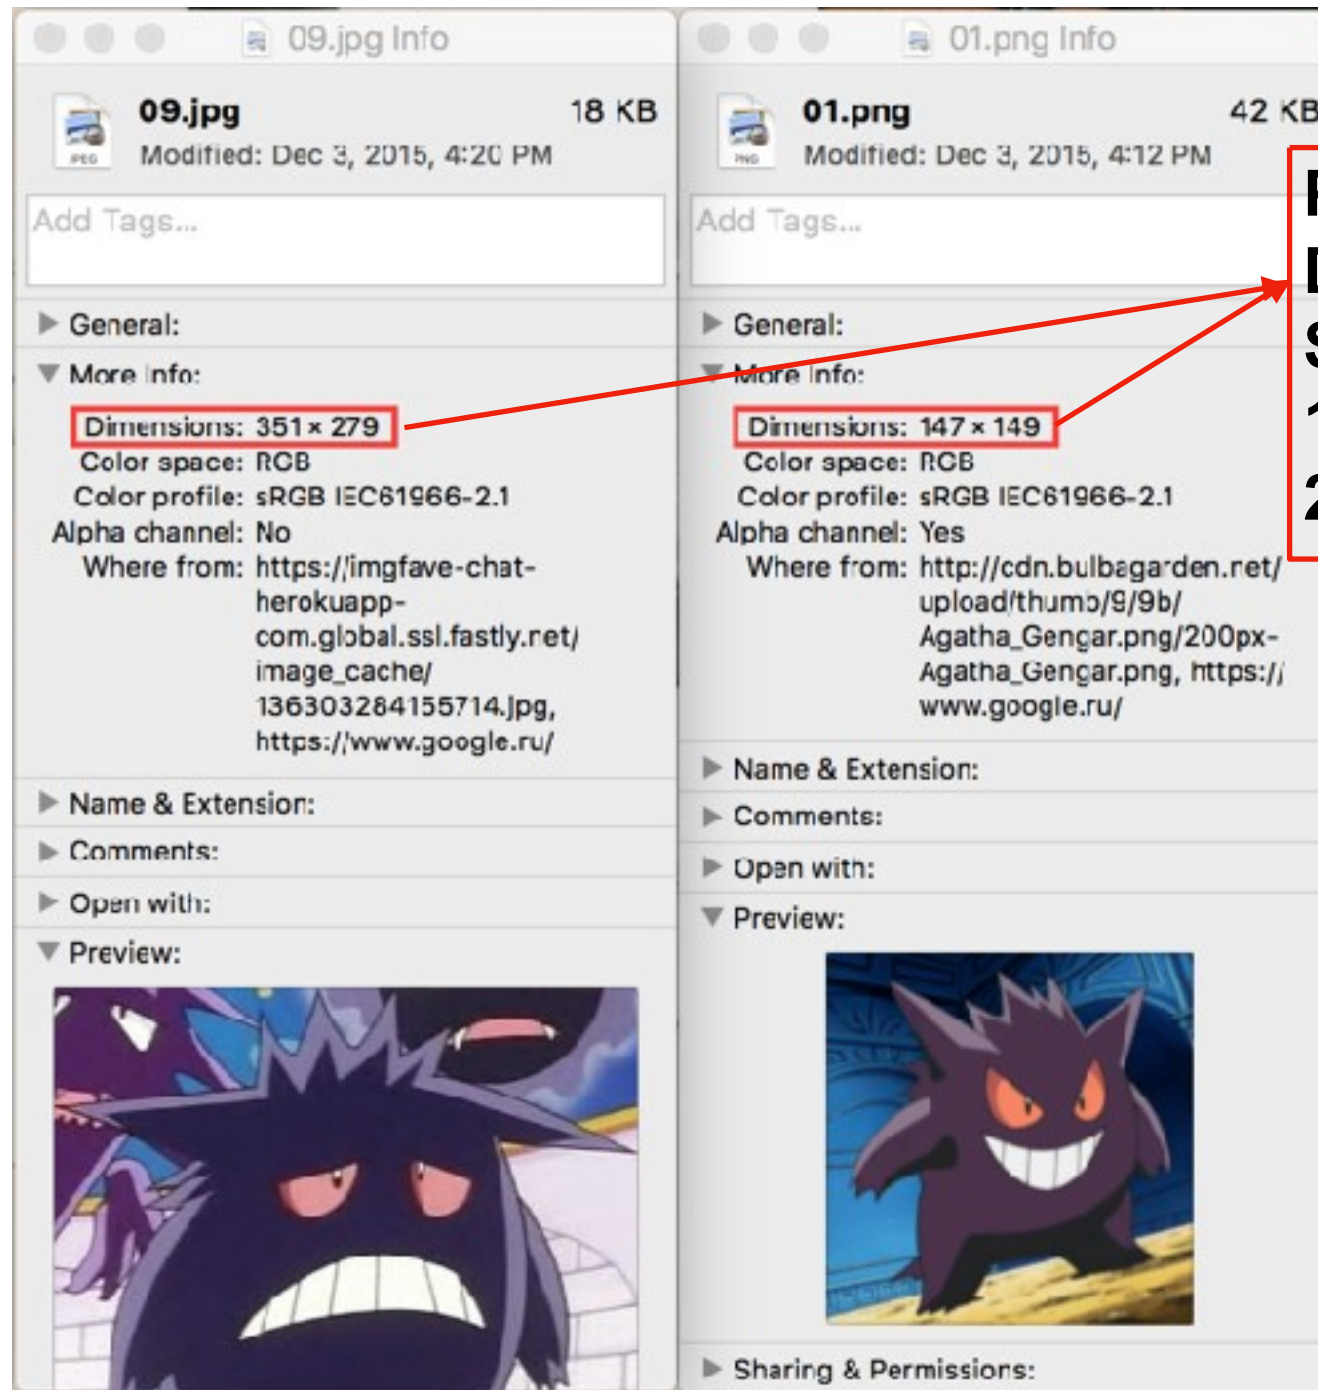 09.jpg Info
09.jpg 18 KB
JPEG
Modified: Dec 3, 2015, 4:20 PM
Add Tags...
General:
More Info:
Dimensions: 351 × 279
Color space: RGB
Color profile: sRGB IEC61966-2.1
Alpha channel: No
Where from: https://imgfave-chat-
herokuapp-
com.global.ssl.fastly.net/
image_cache/
136303284155714.jpg,
https://www.google.ru/
Name & Extension:
Comments:
Open with:
Preview:
01.png Info
01.png 42 KB
PNG
Modified: Dec 3, 2015, 4:12 PM
Add Tags...
General:
More Info:
Dimensions: 147 × 149
Color space: RGB
Color profile: sRGB IEC61966-2.1
Alpha channel: Yes
Where from: http://cdn.bulbagarden.net/
upload/thumb/9/9b/
Agatha_Gengar.png/200px-
Agatha_Gengar.png, https://
www.google.ru/
Name & Extension:
Comments:
Open with:
Preview:
Sharing & Permissions: